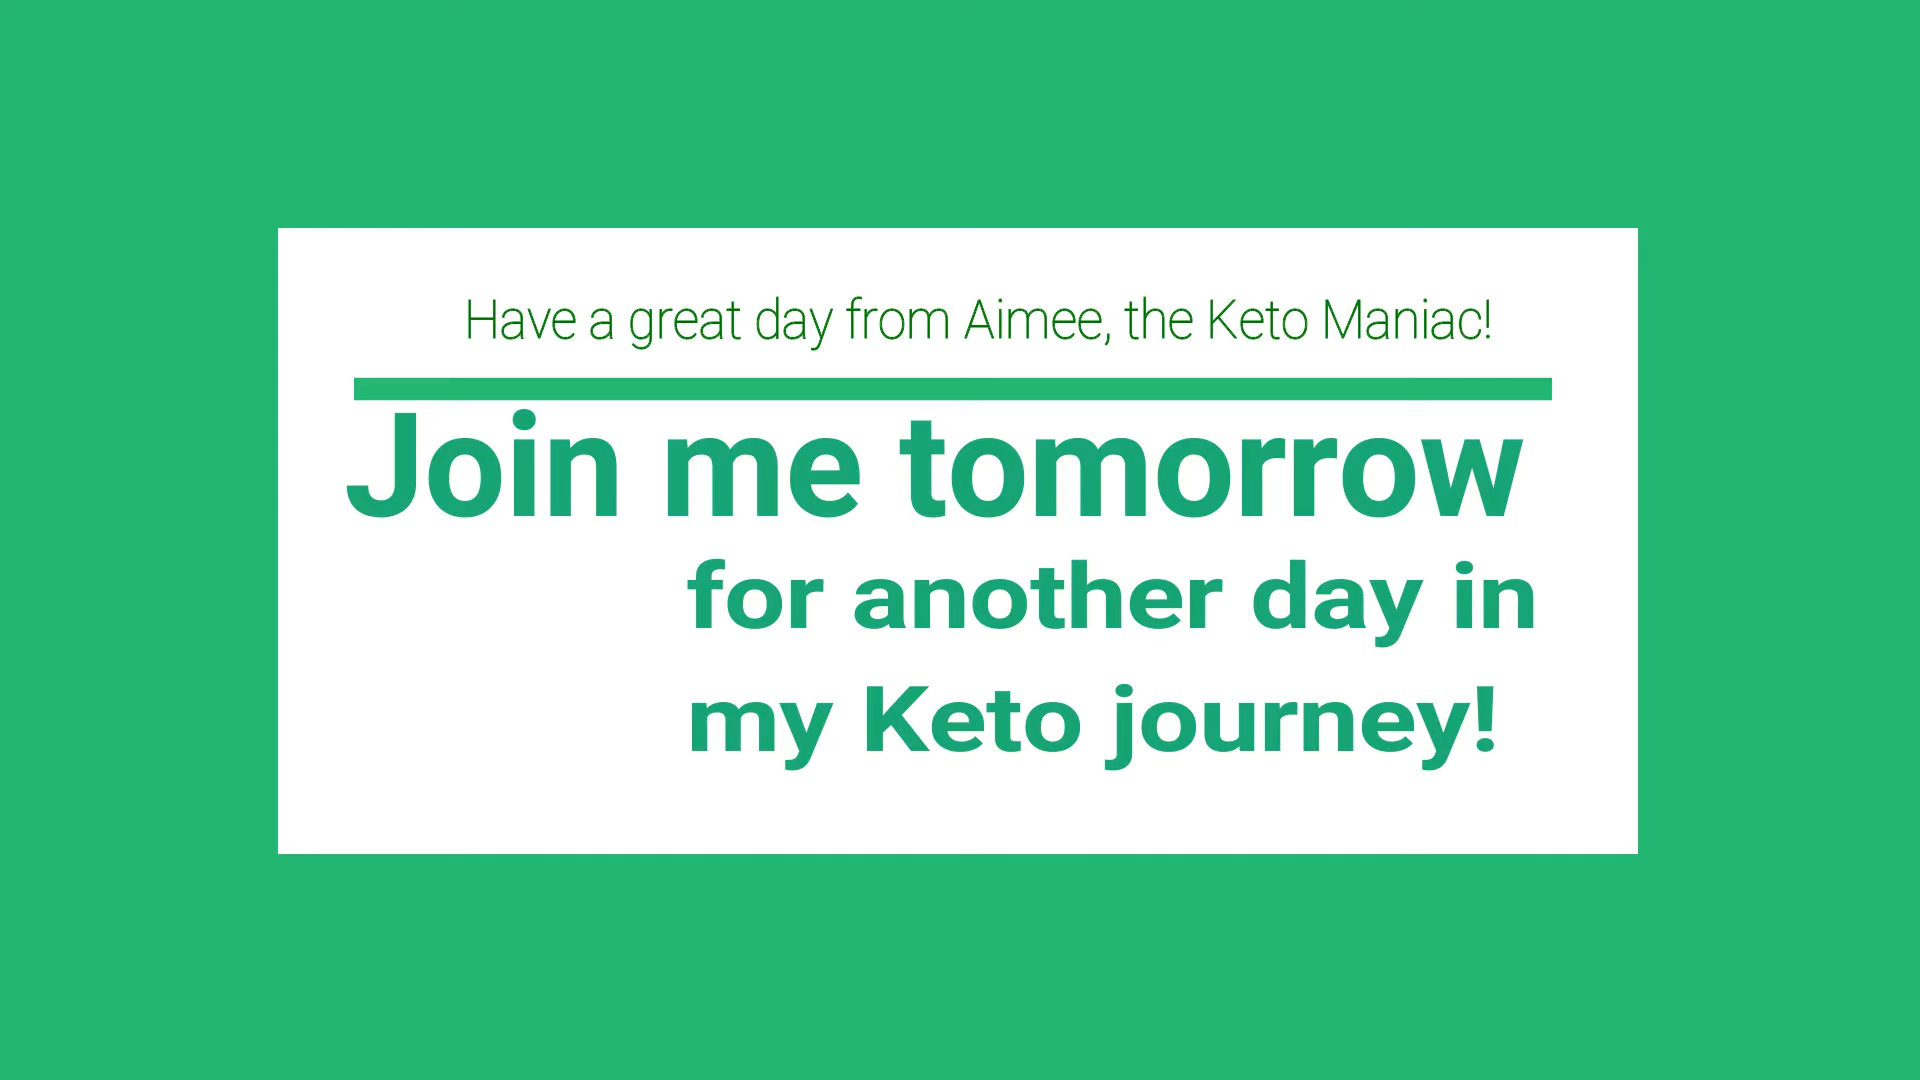 Have a great day from Aimee, the Keto Maniac!
Join me tomorrow
for another day in
my Keto journey!